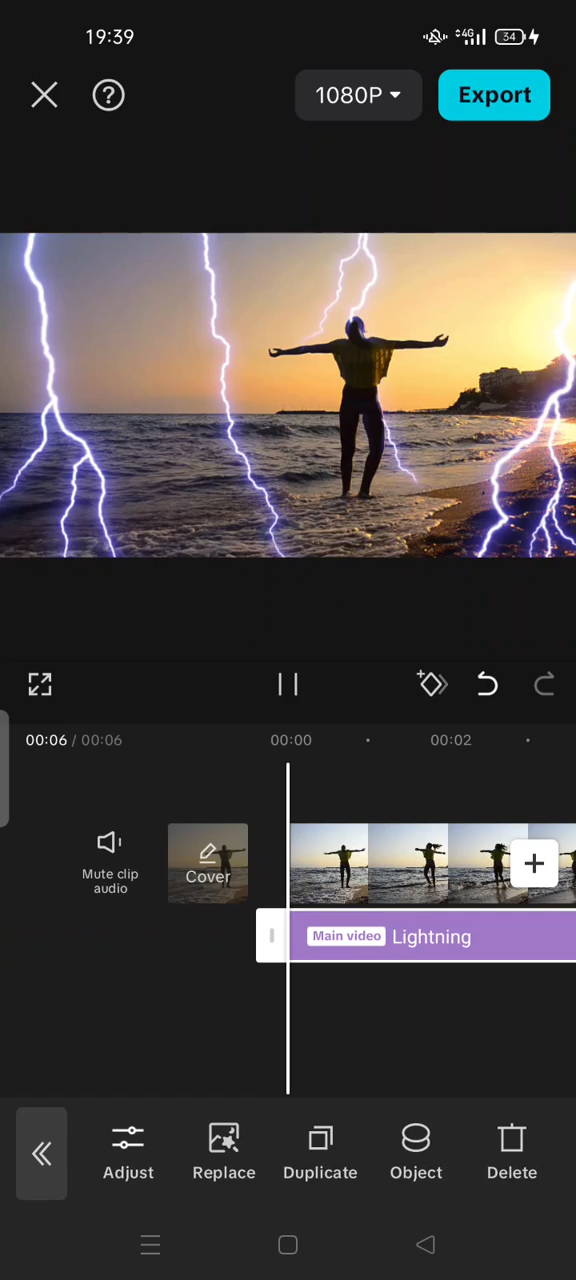 19:39
4G
34
1080P
Export
00:06 / 00:06
00:00
00:02
Mute clip
audio
Cover
Main video
Lightning
Adjust
Replace
Duplicate
Object
Delete